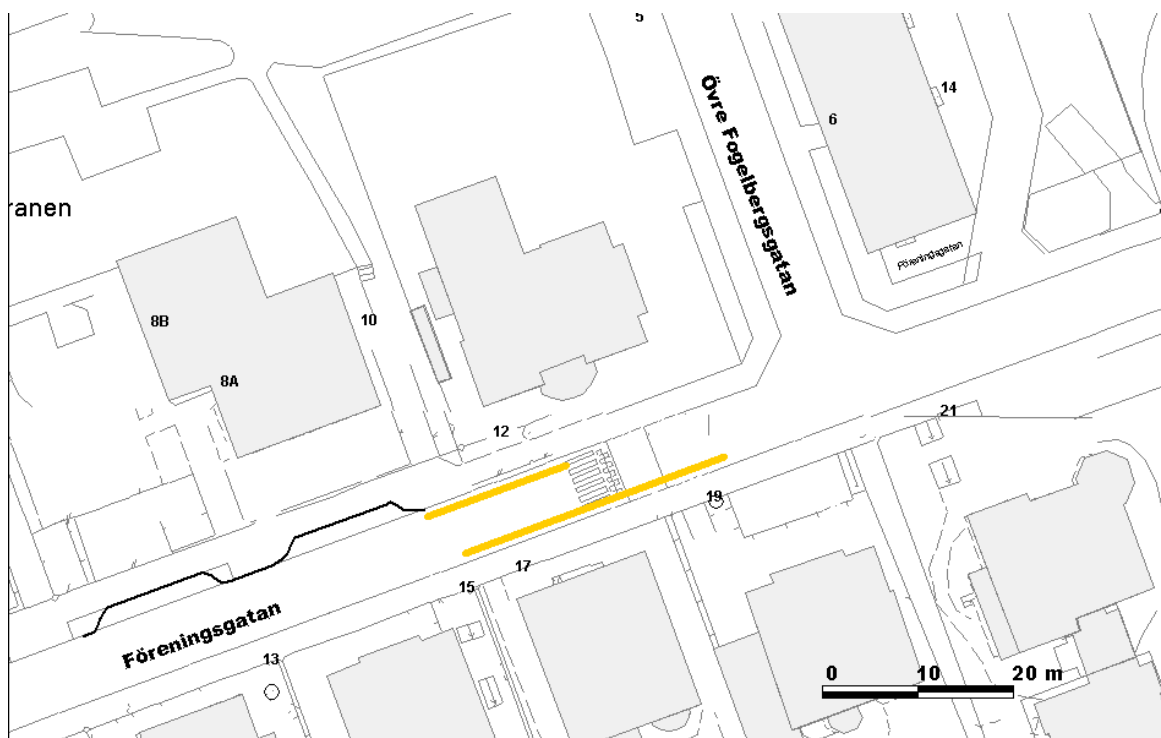 5
14
6
Övre Fogelbergsgatan
ranen
Föreningsgatan
8B
10
8A
12
21
19
17
15
Föreningsgatan
13
0 10 20 m